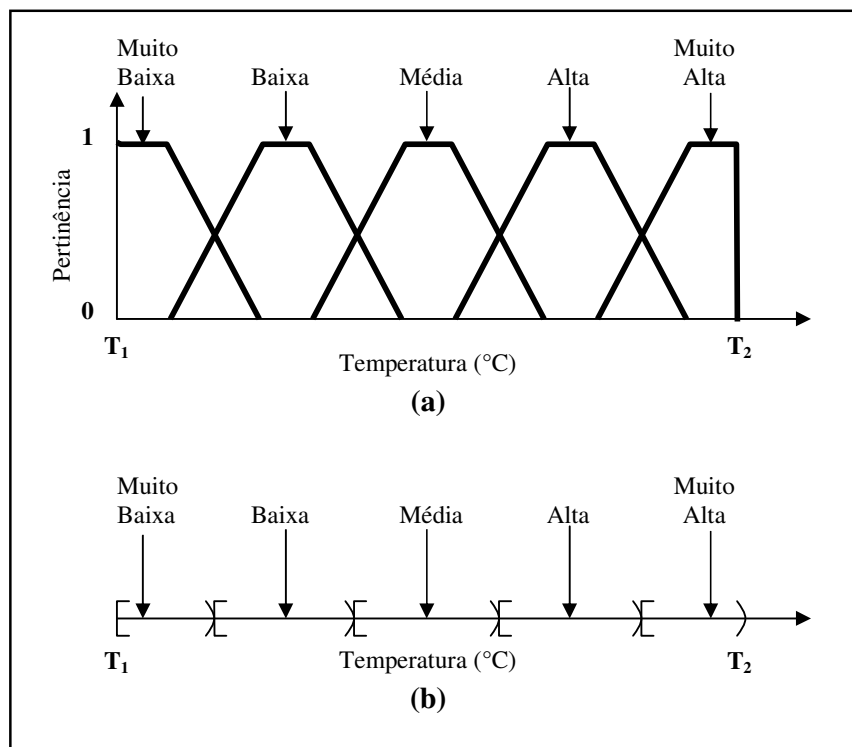 Muito
Baixa
Baixa
Média
Alta
Muito
Alta
1
Pertinência
0
T1
T2
Temperatura (°C)
(a)
Muito
Baixa
Baixa
Média
Alta
Muito
Alta
T1
Temperatura (°C)
T2
(b)